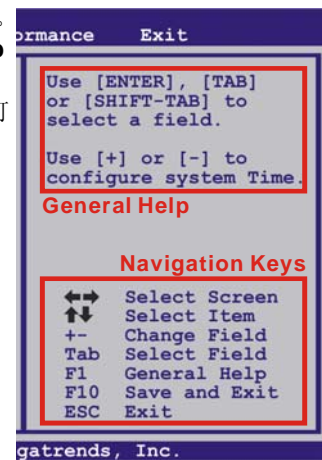 ormance Exit
Use [ENTER], [TAB]
or [SHIFT-TAB] to
select a field.
Use [+] or [-] to
configure system Time.
General Help
Navigation Keys
←→ Select Screen
↑↓ Select Item
+- Change Field
Tab Select Field
F1 General Help
F10 Save and Exit
ESC Exit
gatrends, Inc.